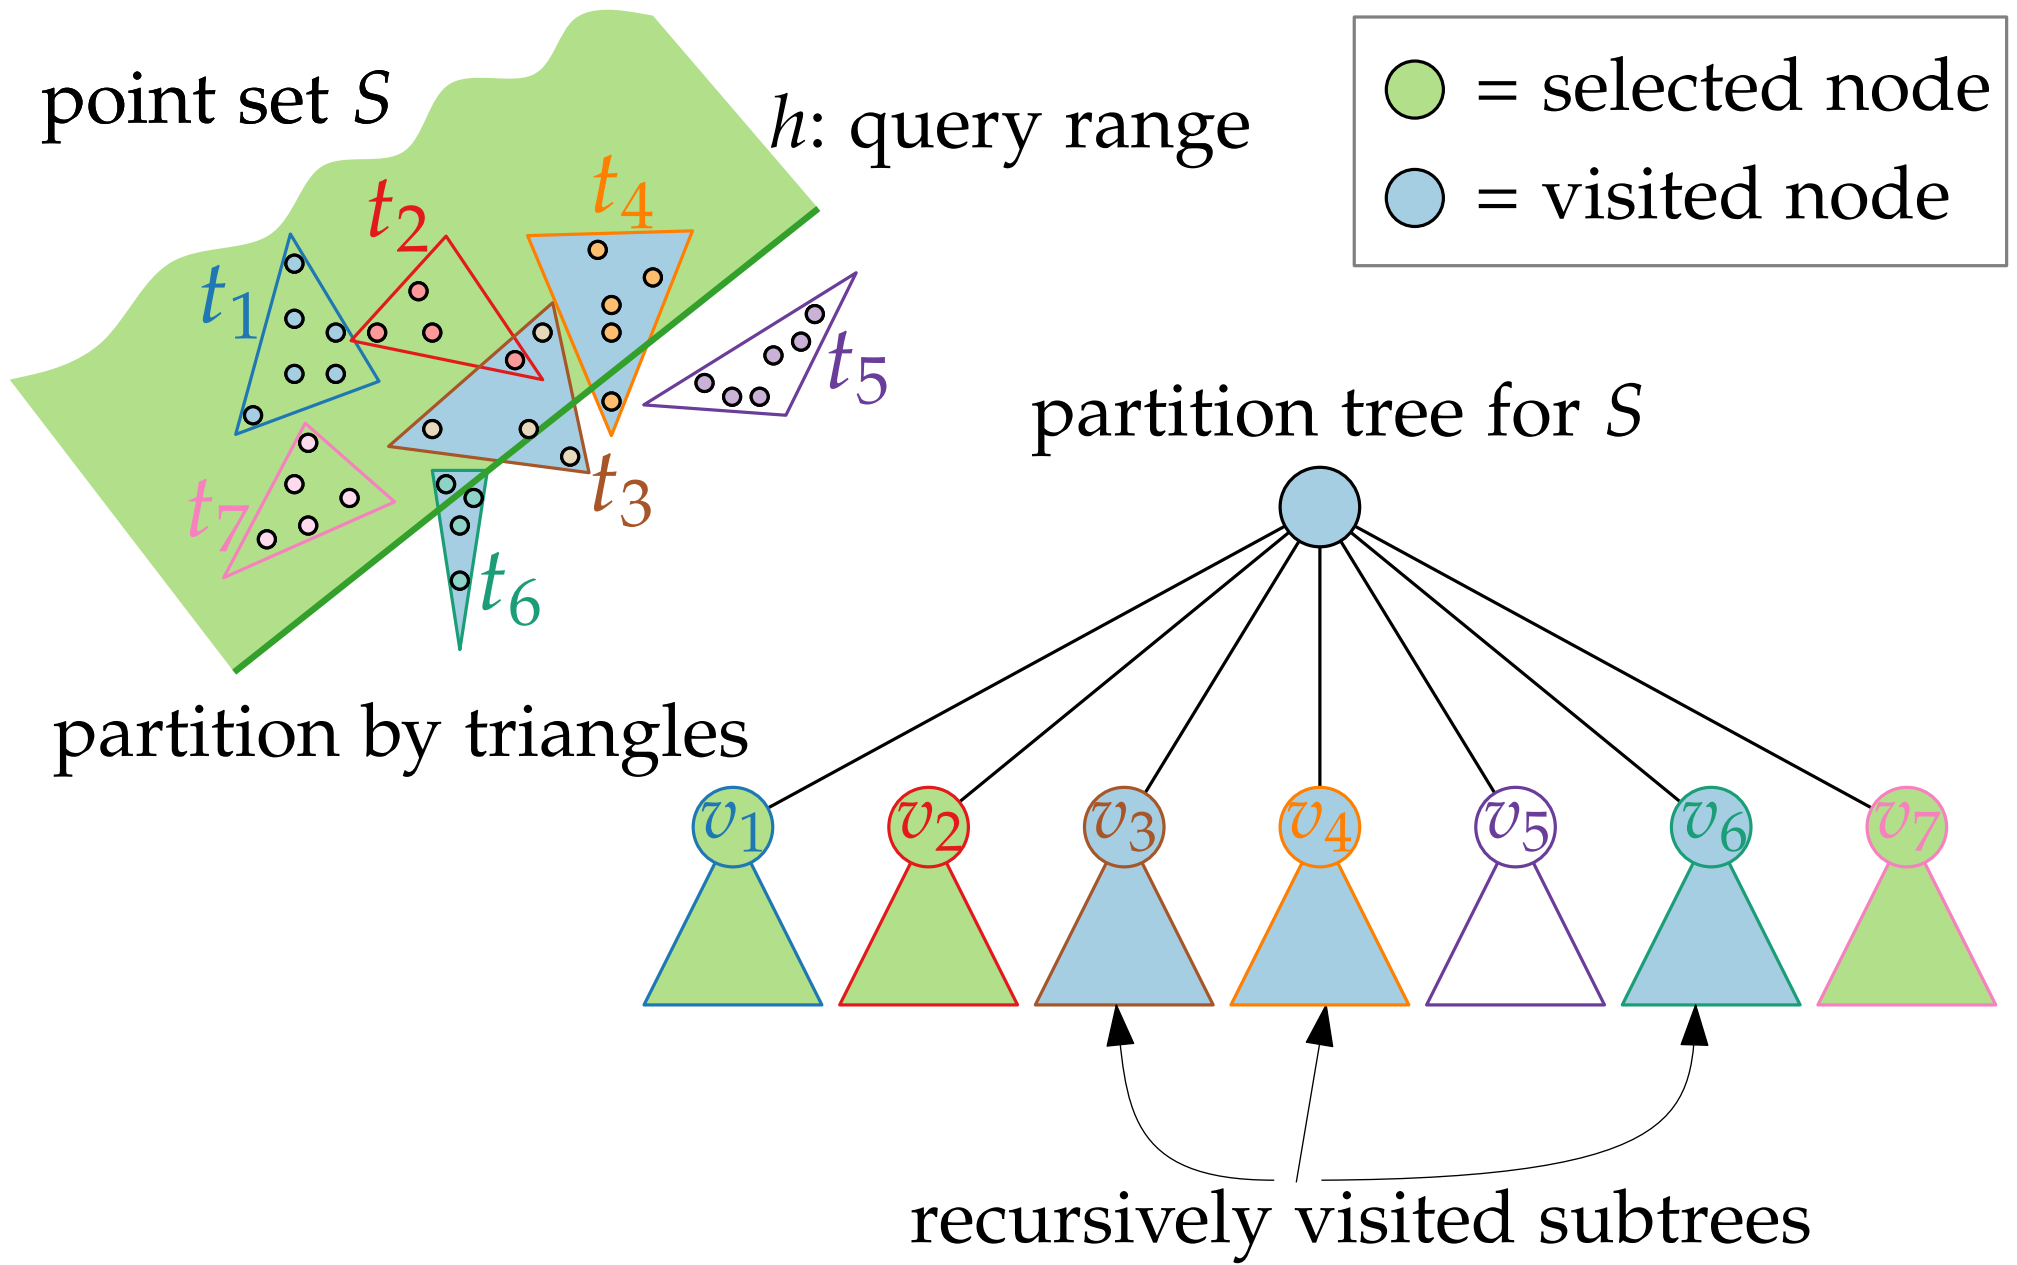 point set S
h: query range
= selected node
= visited node
t4
t2
t1
t5
t3
t7
t6
partition tree for S
partition by triangles
v1 v2 v3 v4 v5 v6 v7
recursively visited subtrees